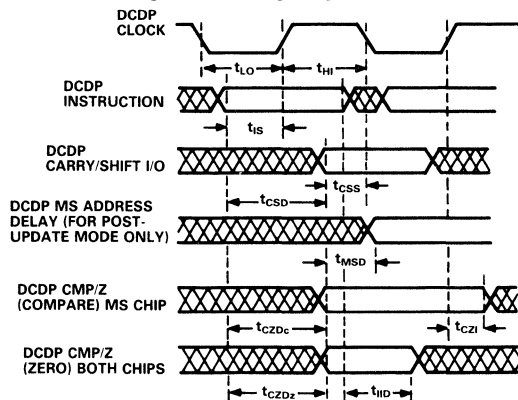 DCDP
CLOCK
tLO
tHI
DCDP
INSTRUCTION
tIS
DCDP
CARRY/SHIFT I/O
tCSS
tCSD
DCDP MS ADDRESS
DELAY (FOR POST-
UPDATE MODE ONLY)
tMSD
DCDP CMP/Z
(COMPARE) MS CHIP
tCZDc
tCZI
DCDP CMP/Z
(ZERO) BOTH CHIPS
tCZDz
tIID